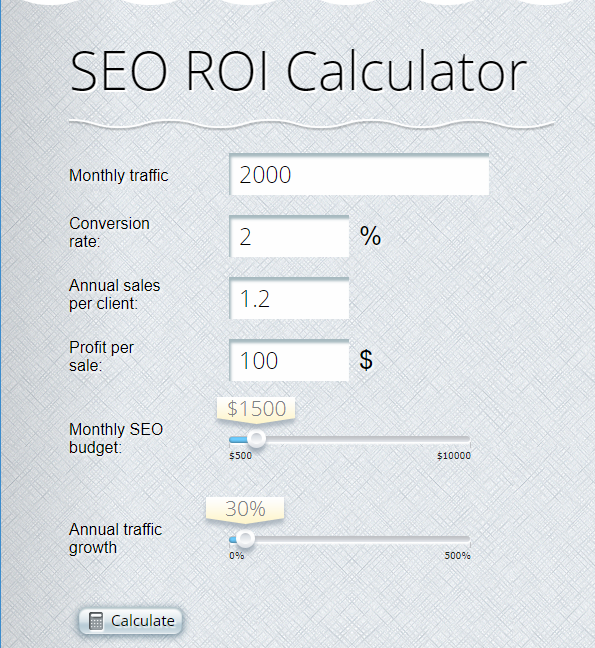 SEO ROI Calculator
Monthly traffic
2000
Conversion
rate:
2
%
Annual sales
per client:
1.2
Profit per
sale:
100
$
Monthly SEO
budget:
$1500
$500
$10000
Annual traffic
growth
30%
0%
500%
Calculate